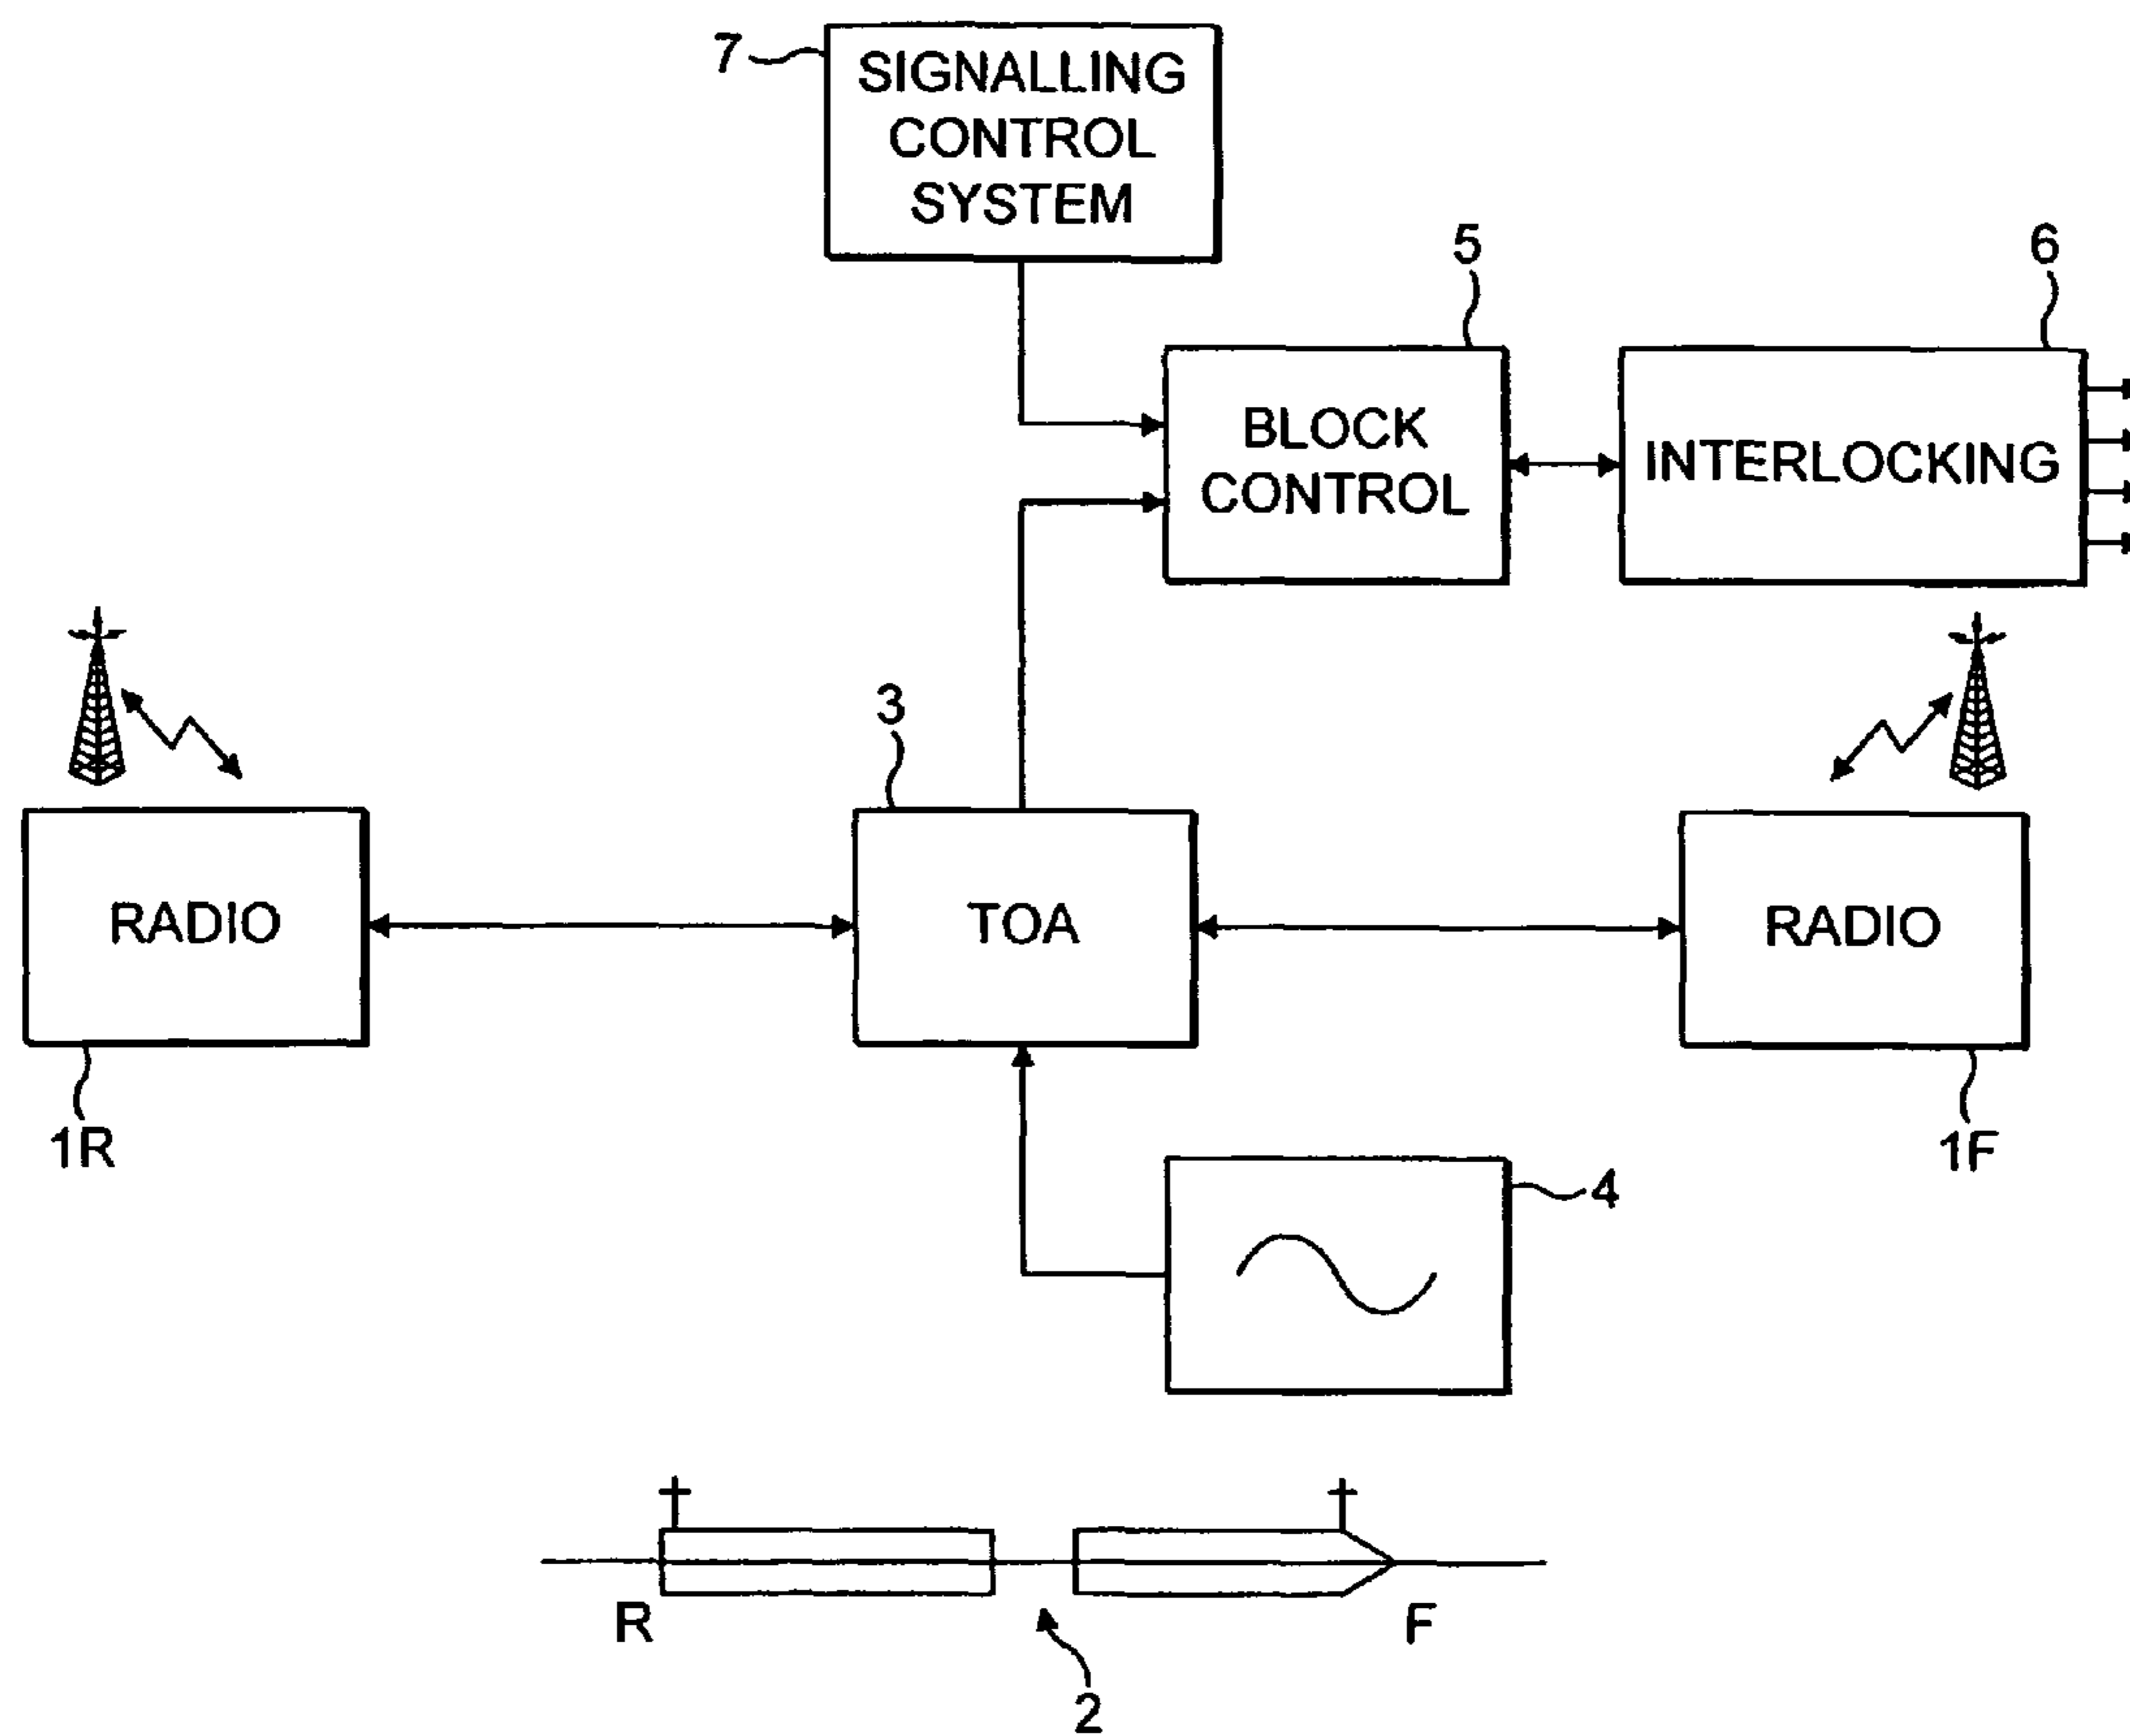 7
SIGNALLING
CONTROL
SYSTEM
5
6
BLOCK
CONTROL
INTERLOCKING
3
RADIO
TOA
RADIO
1R
1F
4
R
F
2